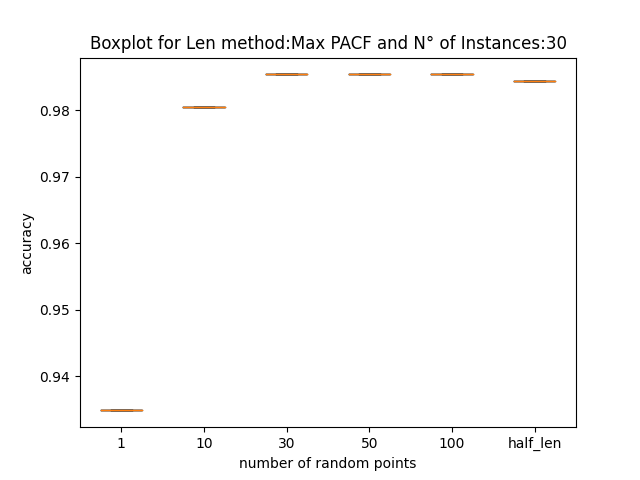 Boxplot for Len method:Max PACF and N° of Instances:30
0.98
0.97
0.96
0.95
0.94
accuracy
1 10 30 50 100 half_len
number of random points